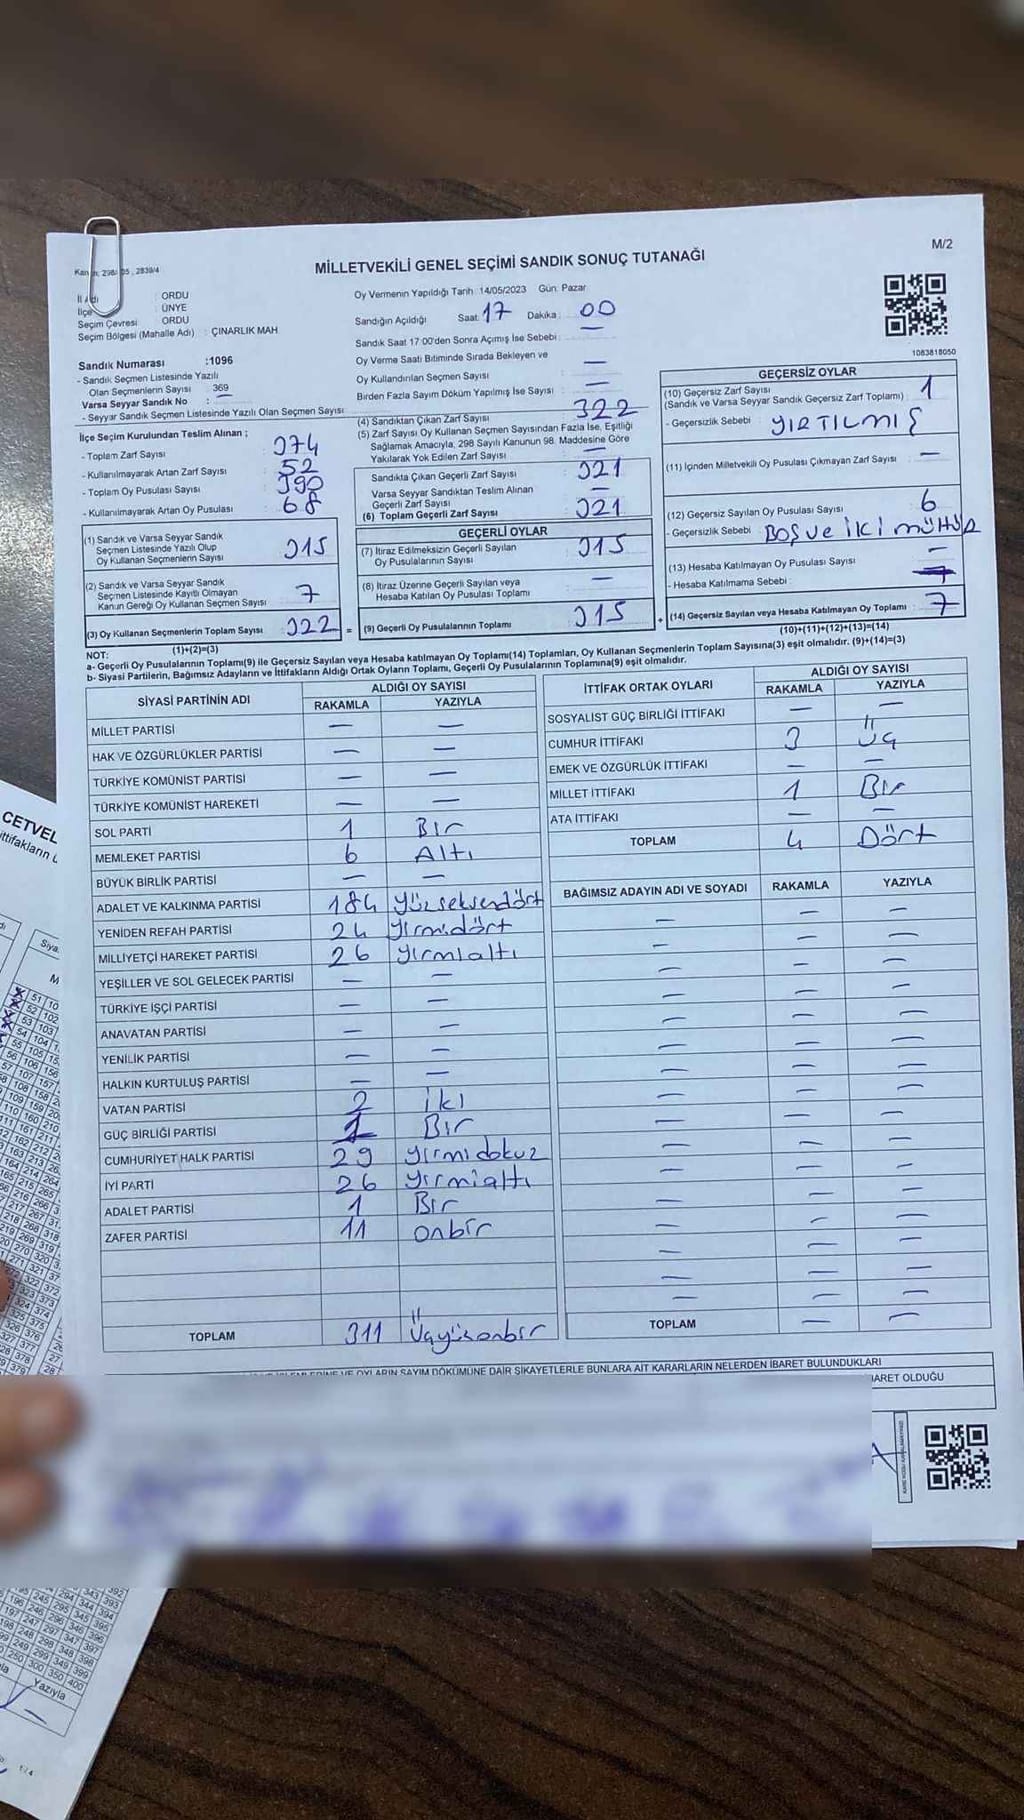 M/2
MİLLETVEKİLİ GENEL SEÇİMİ SANDIK SONUÇ TUTANAĞI
İl Adı : ORDU
İlçe : ÜNYE
Seçim Çevresi : ORDU
Seçim Bölgesi (Mahalle Adı) : ÇINARLIK MAH.
Sandık Numarası :1096
- Sandık Seçmen Listesinde Yazılı
Olan Seçmenlerin Sayısı 369
Varsa Seyyar Sandık No : —
- Seyyar Sandık Seçmen Listesinde Yazılı Olan Seçmen Sayısı
Oy Vermenin Yapıldığı Tarih: 14/05/2023 Gün: Pazar
Sandığın Açıldığı Saat: 17 Dakika: 00
Sandık Saat 17:00'den Sonra Açımış İse Sebebi : —
Oy Verme Saati Bitiminde Sırada Bekleyen ve
Oy Kullandırılan Seçmen Sayısı : —
Birden Fazla Sayım Döküm Yapılmış İse Sayısı : —
1083818050
İlçe Seçim Kurulundan Teslim Alınan ;
- Toplam Zarf Sayısı : 374
- Kullanılmayarak Artan Zarf Sayısı : 52
- Toplam Oy Pusulası Sayısı : 390
- Kullanılmayarak Artan Oy Pusulası : 68
(1) Sandık ve Varsa Seyyar Sandık
Seçmen Listesinde Yazılı Olup
Oy Kullanan Seçmenlerin Sayısı 315
(2) Sandık ve Varsa Seyyar Sandık
Seçmen Listesinde Kayıtlı Olmayan
Kanun Gereği Oy Kullanan Seçmen Sayısı 7
(3) Oy Kullanan Seçmenlerin Toplam Sayısı 322 =
(1)+(2)=(3)
(4) Sandıktan Çıkan Zarf Sayısı 322
(5) Zarf Sayısı Oy Kullanan Seçmen Sayısından Fazla İse, Eşitliği
Sağlamak Amacıyla, 298 Sayılı Kanunun 98. Maddesine Göre
Yakılarak Yok Edilen Zarf Sayısı : —
Sandıkta Çıkan Geçerli Zarf Sayısı 321
Varsa Seyyar Sandıktan Teslim Alınan
Geçerli Zarf Sayısı —
(6) Toplam Geçerli Zarf Sayısı 321
GEÇERLİ OYLAR
(7) İtiraz Edilmeksizin Geçerli Sayılan
Oy Pusulalarının Sayısı 315
(8) İtiraz Üzerine Geçerli Sayılan veya
Hesaba Katılan Oy Pusulası Toplamı —
(9) Geçerli Oy Pusulalarının Toplamı 315 +
GEÇERSİZ OYLAR
(10) Geçersiz Zarf Sayısı
(Sandık ve Varsa Seyyar Sandık Geçersiz Zarf Toplamı) : 1
- Geçersizlik Sebebi : YIRTILMIŞ
(11) İçinden Milletvekili Oy Pusulası Çıkmayan Zarf Sayısı : —
(12) Geçersiz Sayılan Oy Pusulası Sayısı : 6
- Geçersizlik Sebebi : BOŞ ve İKİ MÜHÜR
(13) Hesaba Katılmayan Oy Pusulası Sayısı : —
- Hesaba Katılmama Sebebi :
(14) Geçersiz Sayılan veya Hesaba Katılmayan Oy Toplamı : 7
(10)+(11)+(12)+(13)=(14)
NOT:
a- Geçerli Oy Pusulalarının Toplamı(9) ile Geçersiz Sayılan veya Hesaba katılmayan Oy Toplamı(14) Toplamları, Oy Kullanan Seçmenlerin Toplam Sayısına(3) eşit olmalıdır. (9)+(14)=(3)
b- Siyasi Partilerin, Bağımsız Adayların ve İttifakların Aldığı Ortak Oyların Toplamı, Geçerli Oy Pusulalarının Toplamına(9) eşit olmalıdır.
SİYASİ PARTİNİN ADI ALDIĞI OY SAYISI
RAKAMLA YAZIYLA
MİLLET PARTİSİ — —
HAK VE ÖZGÜRLÜKLER PARTİSİ — —
TÜRKİYE KOMÜNİST PARTİSİ — —
TÜRKİYE KOMÜNİST HAREKETİ — —
SOL PARTİ 1 Bir
MEMLEKET PARTİSİ 6 Altı
BÜYÜK BİRLİK PARTİSİ — —
ADALET VE KALKINMA PARTİSİ 184 Yüzseksendört
YENİDEN REFAH PARTİSİ 24 Yirmidört
MİLLİYETÇİ HAREKET PARTİSİ 26 Yirmialtı
YEŞİLLER VE SOL GELECEK PARTİSİ — —
TÜRKİYE İŞÇİ PARTİSİ — —
ANAVATAN PARTİSİ — —
YENİLİK PARTİSİ — —
HALKIN KURTULUŞ PARTİSİ — —
VATAN PARTİSİ 2 iki
GÜÇ BİRLİĞİ PARTİSİ 1 Bir
CUMHURİYET HALK PARTİSİ 29 Yirmidokuz
İYİ PARTİ 26 Yirmialtı
ADALET PARTİSİ 1 Bir
ZAFER PARTİSİ 11 onbir
TOPLAM 311 Üçyüzonbir
İTTİFAK ORTAK OYLARI ALDIĞI OY SAYISI
RAKAMLA YAZIYLA
SOSYALİST GÜÇ BİRLİĞİ İTTİFAKI — —
CUMHUR İTTİFAKI 3 Üç
EMEK VE ÖZGÜRLÜK İTTİFAKI — —
MİLLET İTTİFAKI 1 Bir
ATA İTTİFAKI — —
TOPLAM 4 Dört
BAĞIMSIZ ADAYIN ADI VE SOYADI RAKAMLA YAZIYLA
TOPLAM — —
OYLARIN SAYIM DÖKÜMÜNE DAİR ŞİKAYETLERLE BUNLARA AİT KARARLARIN NELERDEN İBARET BULUNDUKLARI
OLDUĞU
CETVEL
Yazıyla